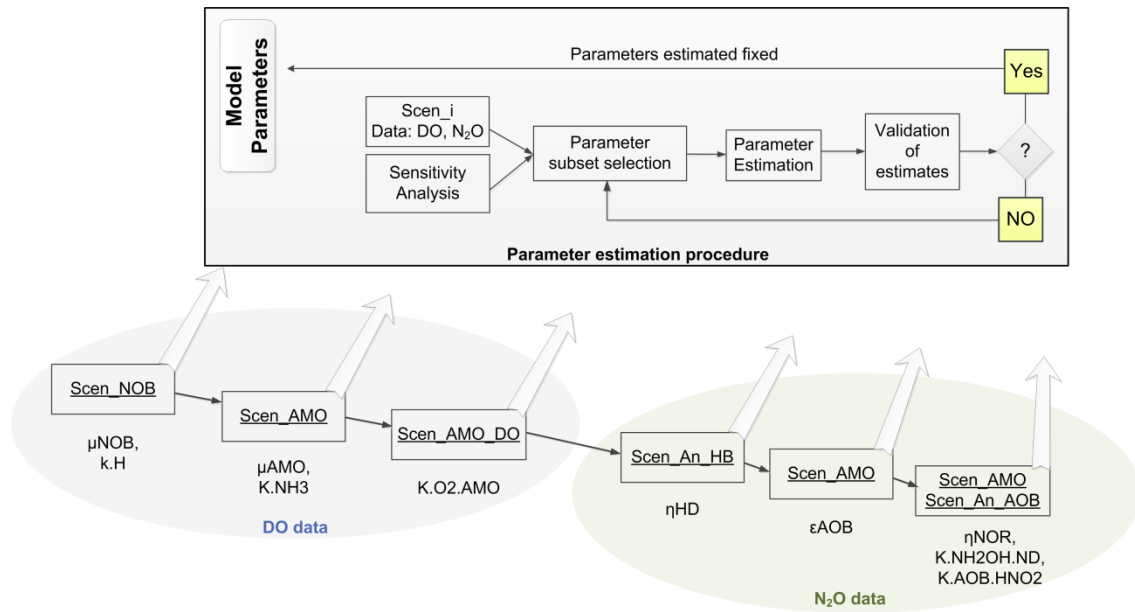 Model
Parameters
Parameters estimated fixed
Yes
Scen_i
Data: DO, N₂O
Sensitivity
Analysis
Parameter
subset selection
Parameter
Estimation
Validation
of
estimates
?
NO
Parameter estimation procedure
Scen_NOB
µNOB,
k.H
Scen_AMO
µAMO,
K.NH3
Scen_AMO_DO
K.O2.AMO
DO data
Scen_An_HB
ηHD
Scen_AMO
εAOB
Scen_AMO
Scen_An_AOB
ηNOR,
K.NH2OH.ND,
K.AOB.HNO2
N₂O data